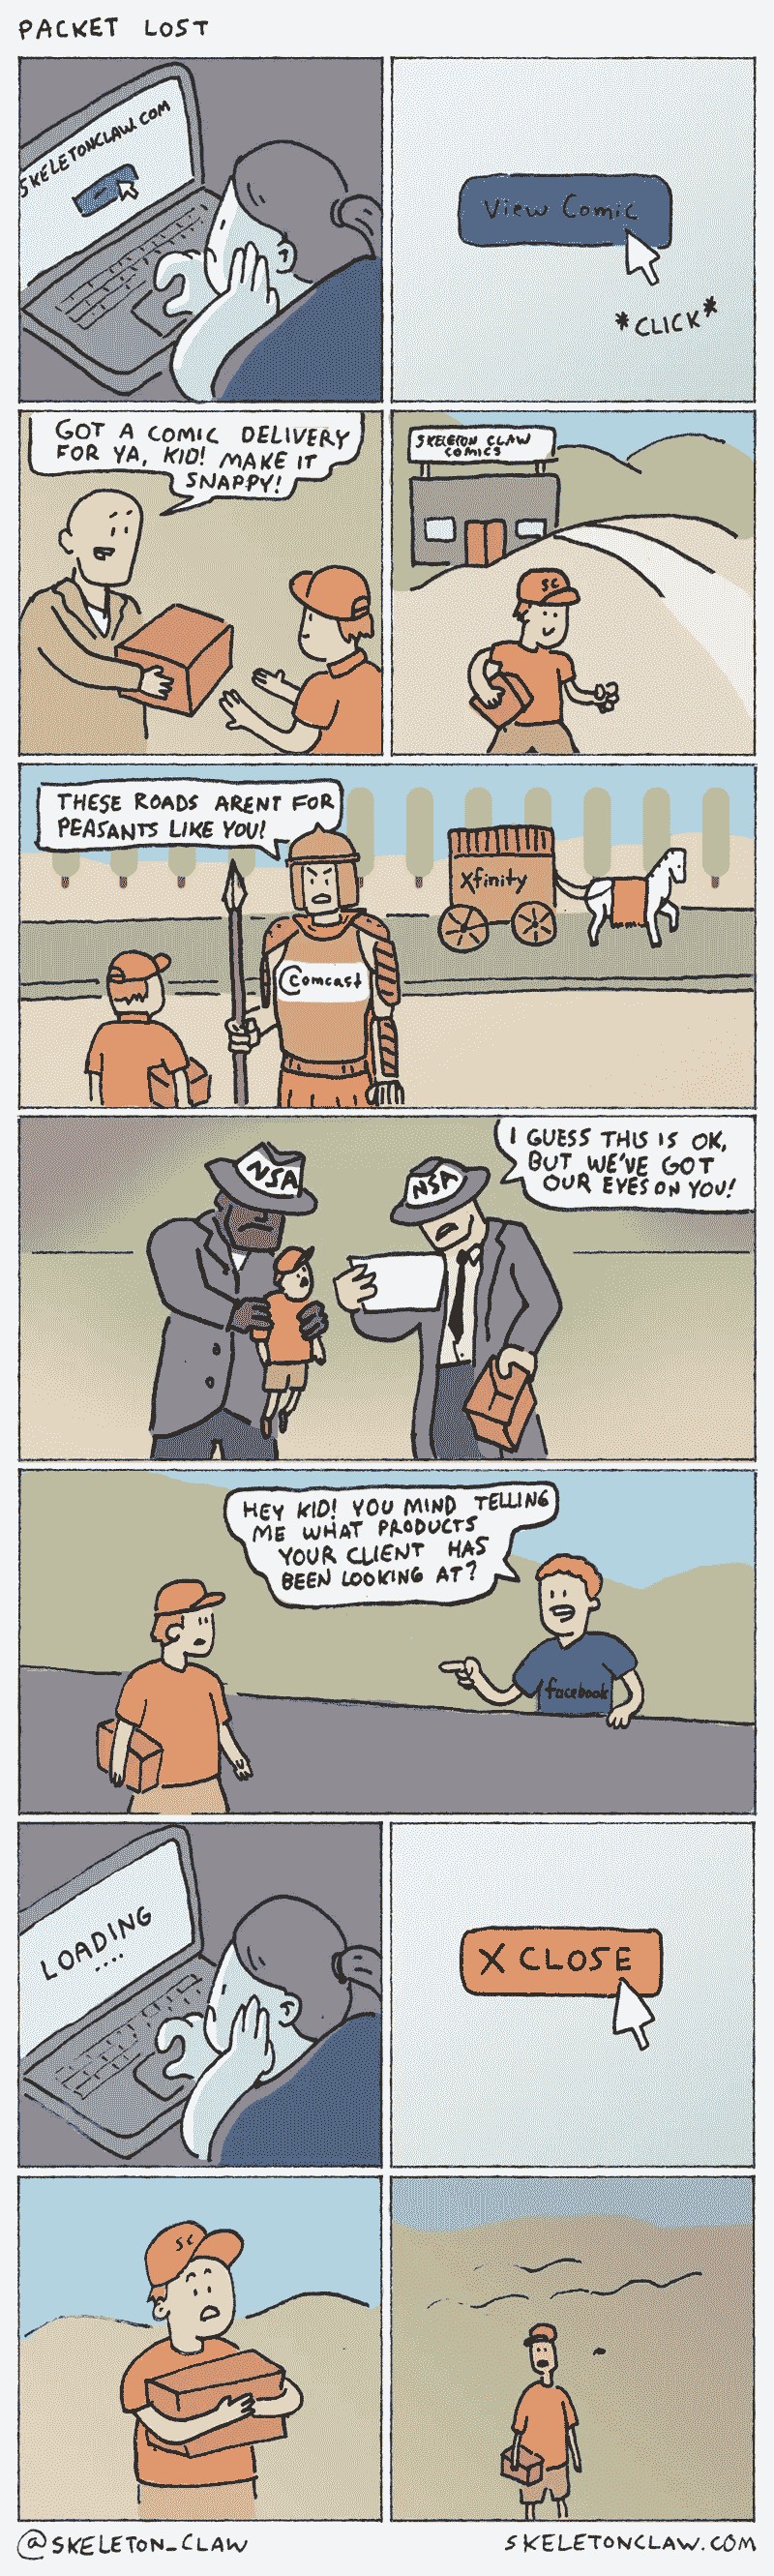 PACKET LOST
SKELETONCLAW.COM
View Comic
*CLICK*
GOT A COMIC DELIVERY
FOR YA, KID! MAKE IT
SNAPPY!
SKELETON CLAW
COMICS
SC
THESE ROADS ARENT FOR
PEASANTS LIKE YOU!
Xfinity
Comcast
NSA
NSA
I GUESS THIS IS OK,
BUT WE'VE GOT
OUR EYES ON YOU!
HEY KID! YOU MIND TELLING
ME WHAT PRODUCTS
YOUR CLIENT HAS
BEEN LOOKING AT?
facebook
LOADING
....
X CLOSE
SC
@SKELETON_CLAW
SKELETONCLAW.COM